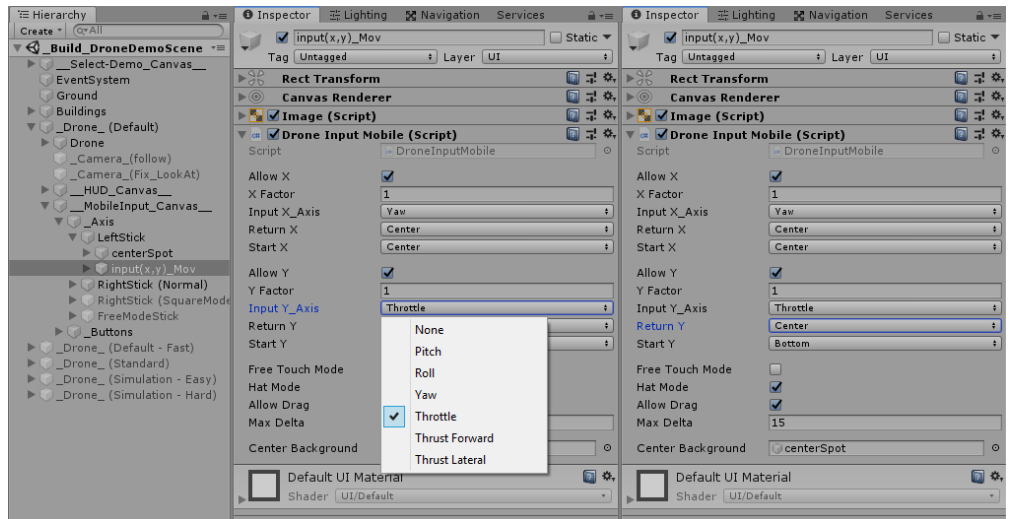 Hierarchy
Create
All
_Build_DroneDemoScene
__Select-Demo_Canvas__
EventSystem
Ground
Buildings
_Drone_ (Default)
Drone
_Camera_(follow)
_Camera_(Fix_LookAt)
__HUD_Canvas__
__MobileInput_Canvas__
_Axis
LeftStick
centerSpot
input(x,y)_Mov
RightStick (Normal)
RightStick (SquareMode
FreeModeStick
_Buttons
_Drone_ (Default - Fast)
_Drone_ (Standard)
_Drone_ (Simulation - Easy)
_Drone_ (Simulation - Hard)
Inspector Lighting Navigation Services
input(x,y)_Mov Static
Tag Untagged Layer UI
Rect Transform
Canvas Renderer
Image (Script)
Drone Input Mobile (Script)
Script DroneInputMobile
Allow X
X Factor 1
Input X_Axis Yaw
Return X Center
Start X Center
Allow Y
Y Factor 1
Input Y_Axis Throttle
Return Y
Start Y
Free Touch Mode
Hat Mode
Allow Drag
Max Delta
Center Background
None
Pitch
Roll
Yaw
Throttle
Thrust Forward
Thrust Lateral
Default UI Material
Shader UI/Default
Inspector Lighting Navigation Services
input(x,y)_Mov Static
Tag Untagged Layer UI
Rect Transform
Canvas Renderer
Image (Script)
Drone Input Mobile (Script)
Script DroneInputMobile
Allow X
X Factor 1
Input X_Axis Yaw
Return X Center
Start X Center
Allow Y
Y Factor 1
Input Y_Axis Throttle
Return Y Center
Start Y Bottom
Free Touch Mode
Hat Mode
Allow Drag
Max Delta 15
Center Background centerSpot
Default UI Material
Shader UI/Default